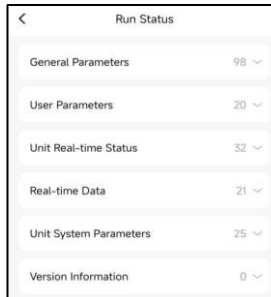 Run Status
General Parameters 98
User Parameters 20
Unit Real-time Status 32
Real-time Data 21
Unit System Parameters 25
Version Information 0